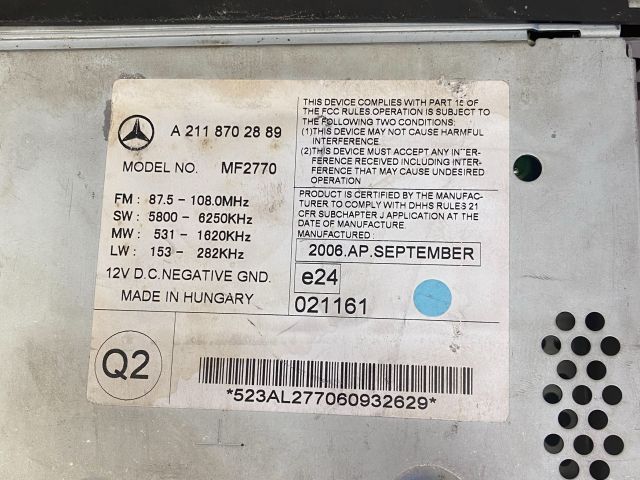 A 211 870 28 89
MODEL NO. MF2770
FM : 87.5 - 108.0MHz
SW : 5800 - 6250KHz
MW : 531 - 1620KHz
LW : 153 - 282KHz
12V D.C.NEGATIVE GND.
MADE IN HUNGARY
THIS DEVICE COMPLIES WITH PART 15 OF
THE FCC RULES.OPERATION IS SUBJECT TO
THE FOLLOWING TWO CONDITIONS:
(1)THIS DEVICE MAY NOT CAUSE HARMFUL
INTERFERENCE.
(2)THIS DEVICE MUST ACCEPT ANY INTER-
FERENCE RECEIVED INCLUDING INTER-
FERENCE THAT MAY CAUSE UNDESIRED
OPERATION
PRODUCT IS CERTIFIED BY THE MANUFAC-
TURER TO COMPLY WITH DHHS RULES 21
CFR SUBCHAPTER J APPLICATION AT THE
DATE OF MANUFACTURE.
MANUFACTURED :
2006.AP.SEPTEMBER
e24
021161
Q2
*523AL277060932629*